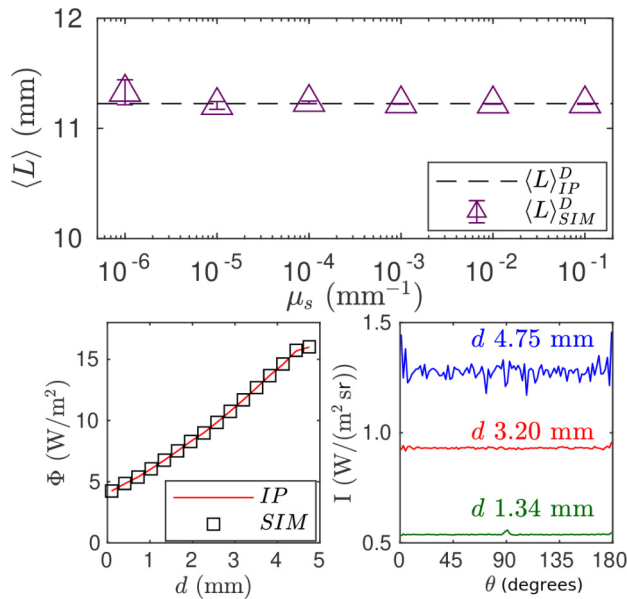 12
11
10
⟨L⟩ (mm)
⟨L⟩ᴰ_IP
⟨L⟩ᴰ_SIM
10⁻⁶ 10⁻⁵ 10⁻⁴ 10⁻³ 10⁻² 10⁻¹
μₛ (mm⁻¹)
15
10
5
0
Φ (W/m²)
IP
SIM
0 1 2 3 4 5
d (mm)
1.5
1.0
0.5
I (W/(m² sr))
d 4.75 mm
d 3.20 mm
d 1.34 mm
0 45 90 135 180
θ (degrees)